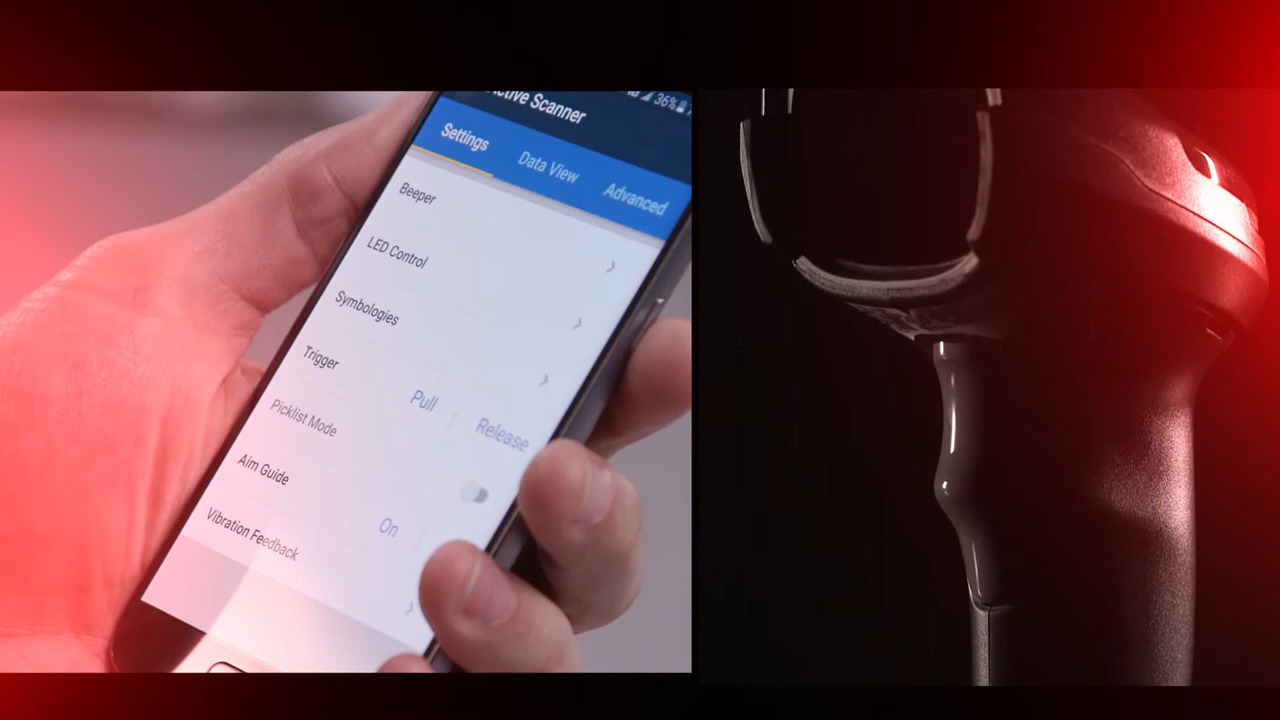 36%
Active Scanner
Settings Data View Advanced
Beeper
LED Control
Symbologies
Trigger Pull Release
Picklist Mode
Aim Guide On
Vibration Feedback